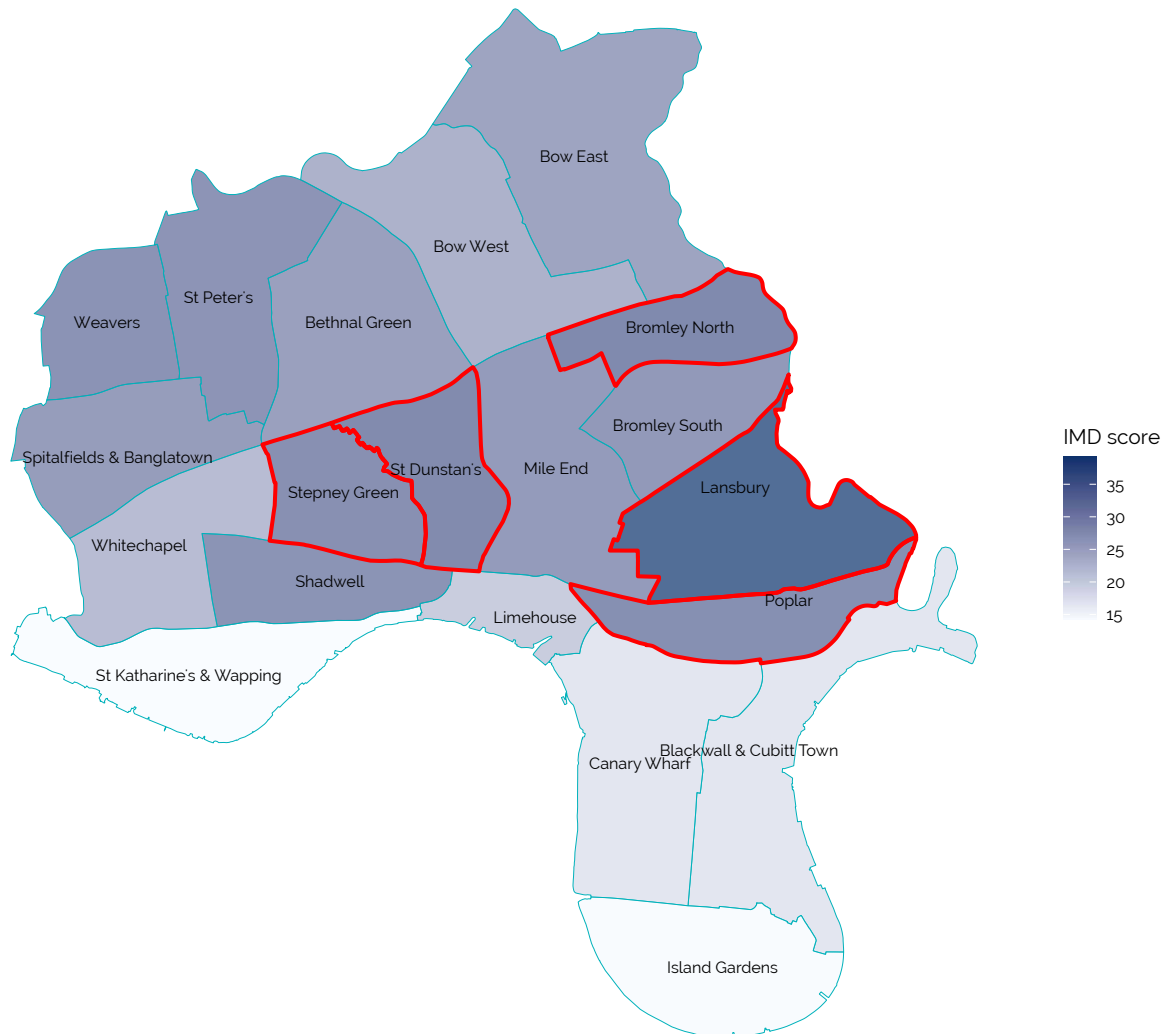 Bow East
Bow West
St Peter's
Weavers
Bethnal Green
Bromley North
Bromley South
IMD score
Spitalfields & Banglatown
St Dunstan's
Mile End
Stepney Green
Lansbury
35
30
25
20
15
Whitechapel
Shadwell
Poplar
Limehouse
St Katharine's & Wapping
Blackwall & Cubitt Town
Canary Wharf
Island Gardens